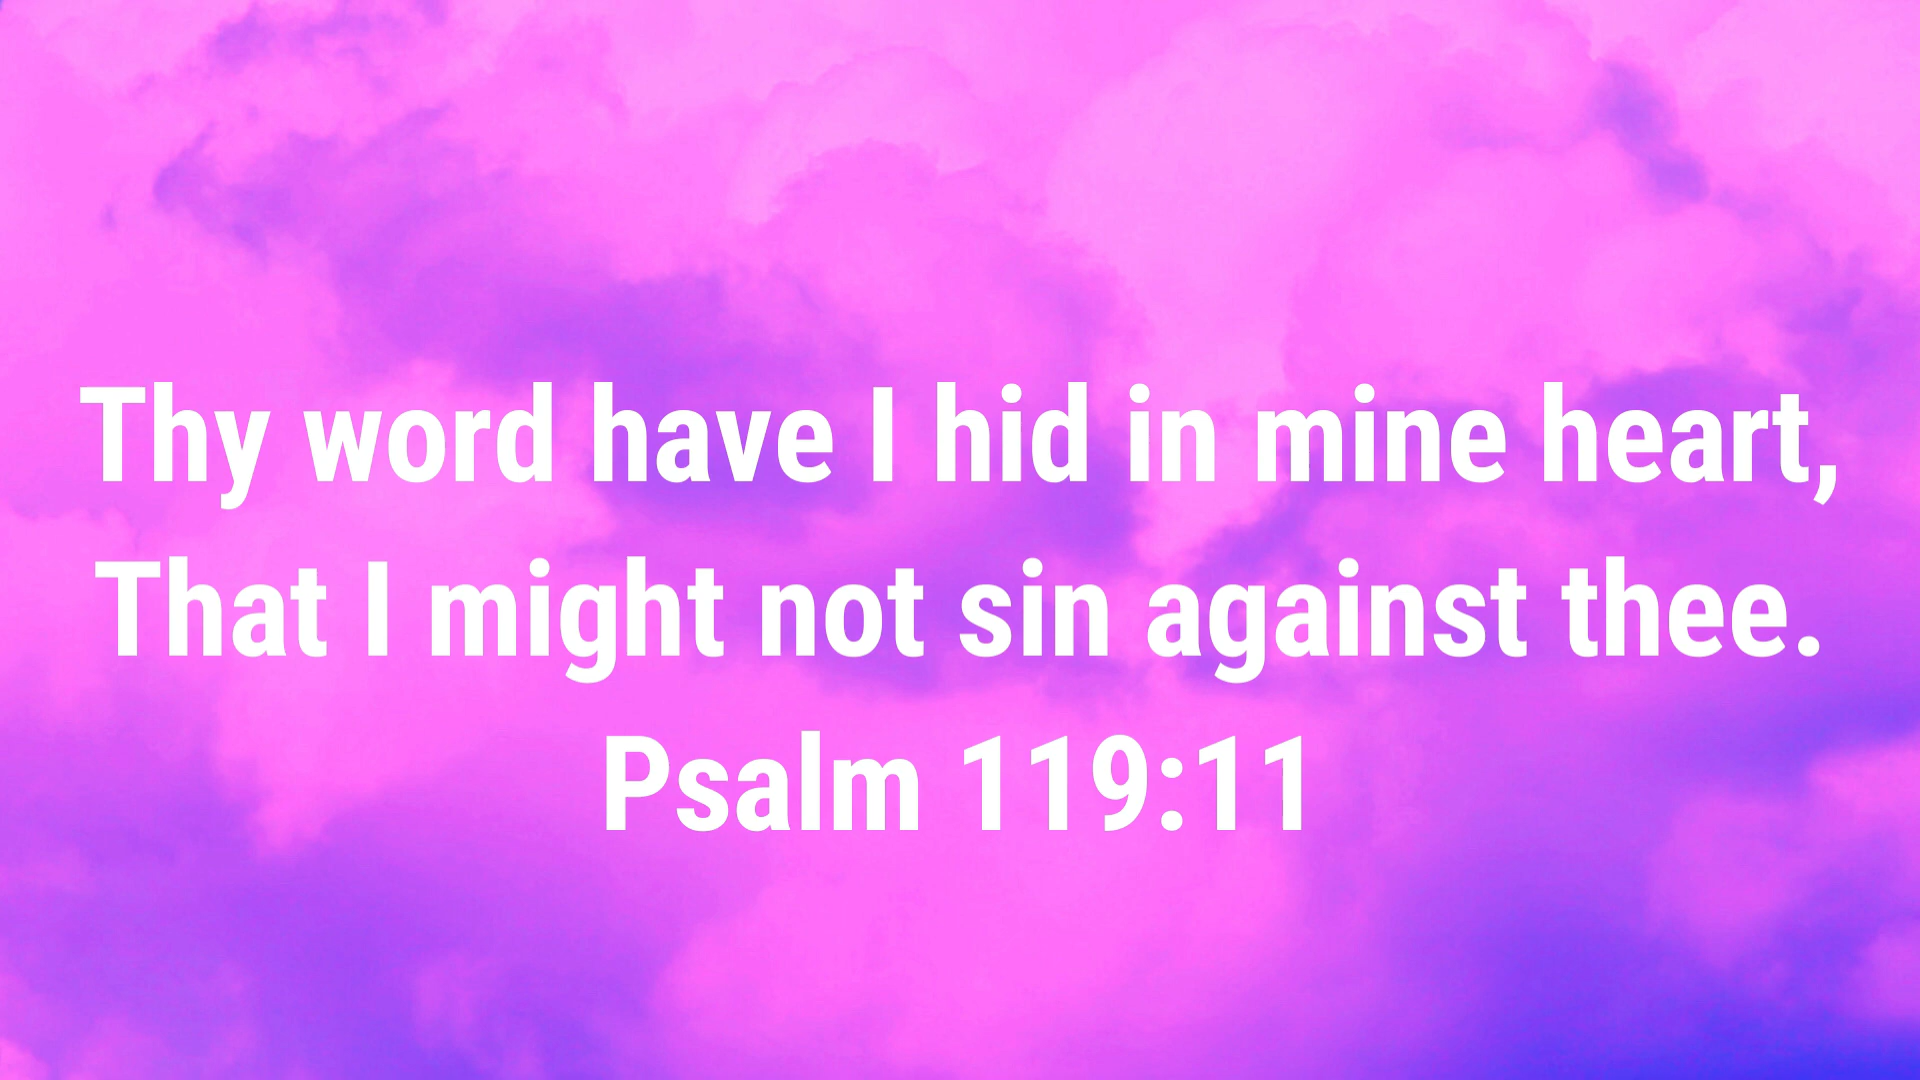 Thy word have I hid in mine heart,
That I might not sin against thee.
Psalm 119:11